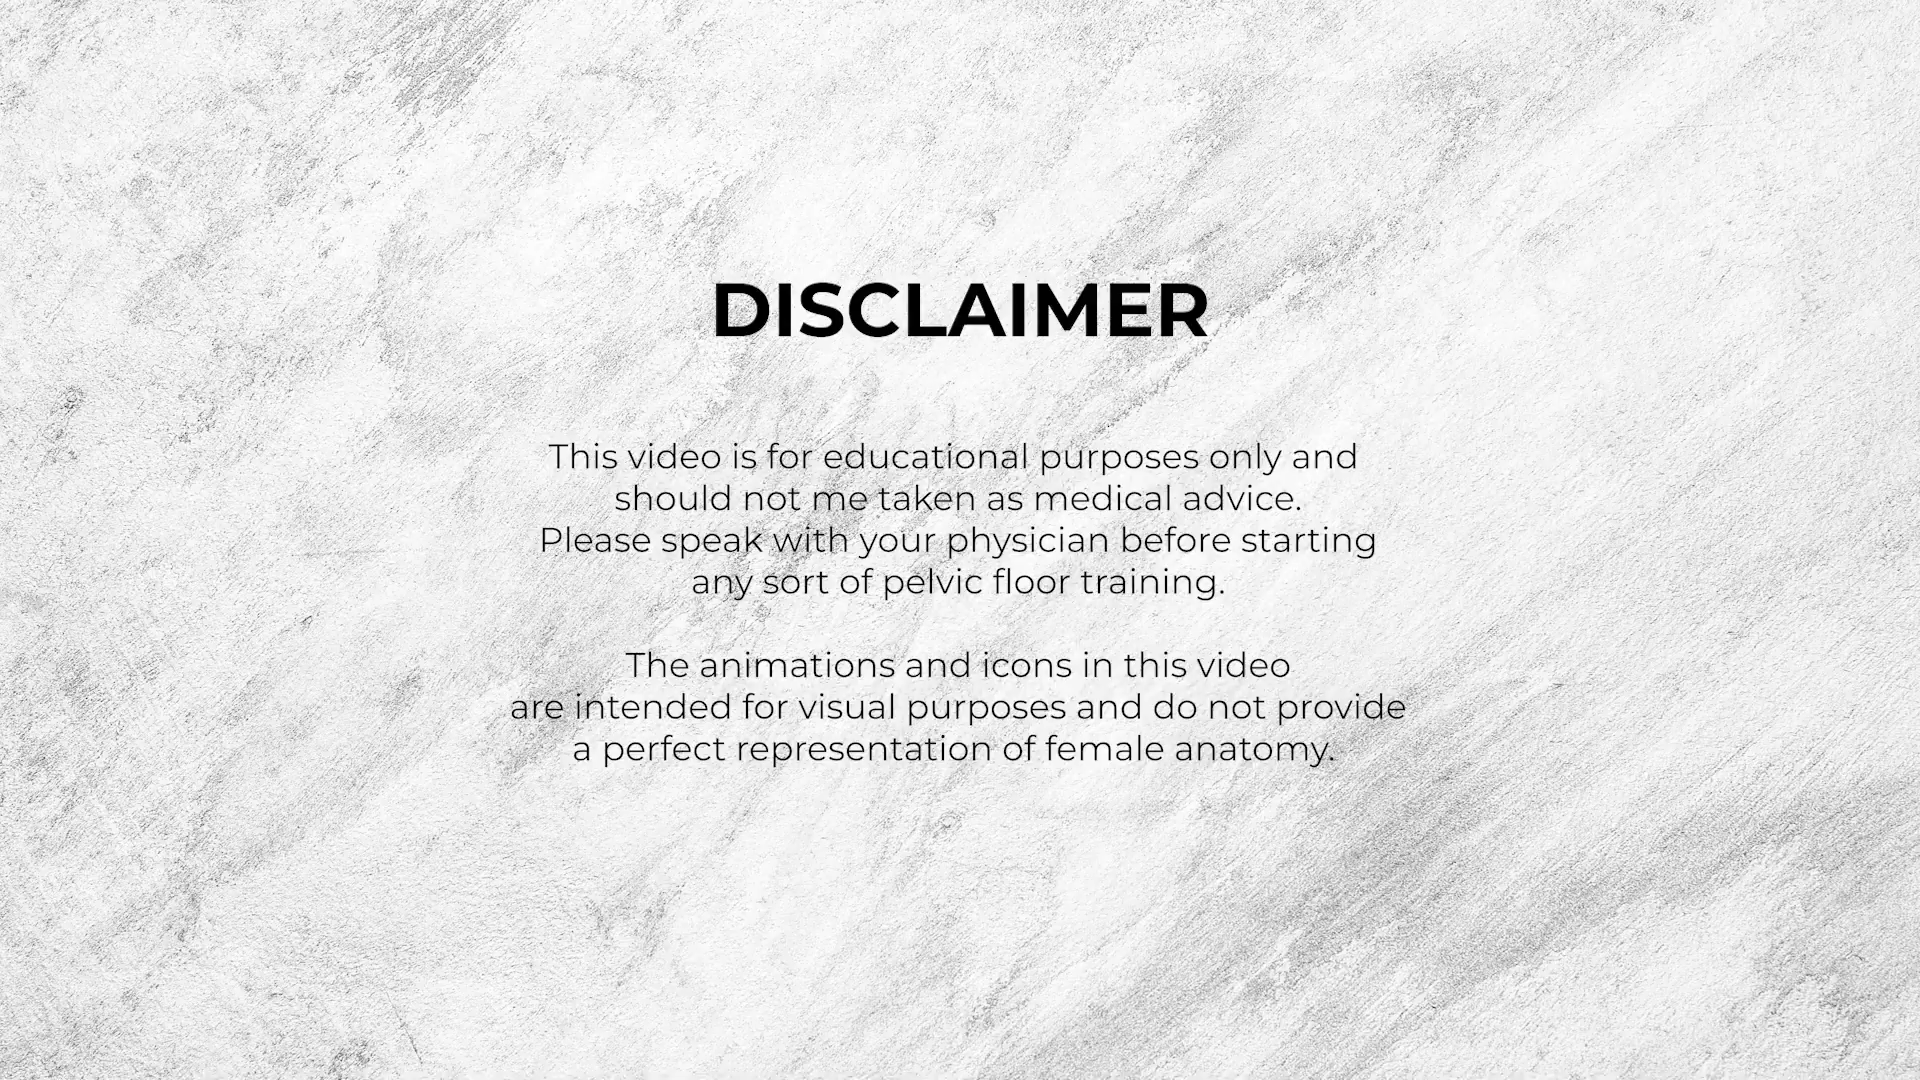 DISCLAIMER
This video is for educational purposes only and
should not me taken as medical advice.
Please speak with your physician before starting
any sort of pelvic floor training.
The animations and icons in this video
are intended for visual purposes and do not provide
a perfect representation of female anatomy.